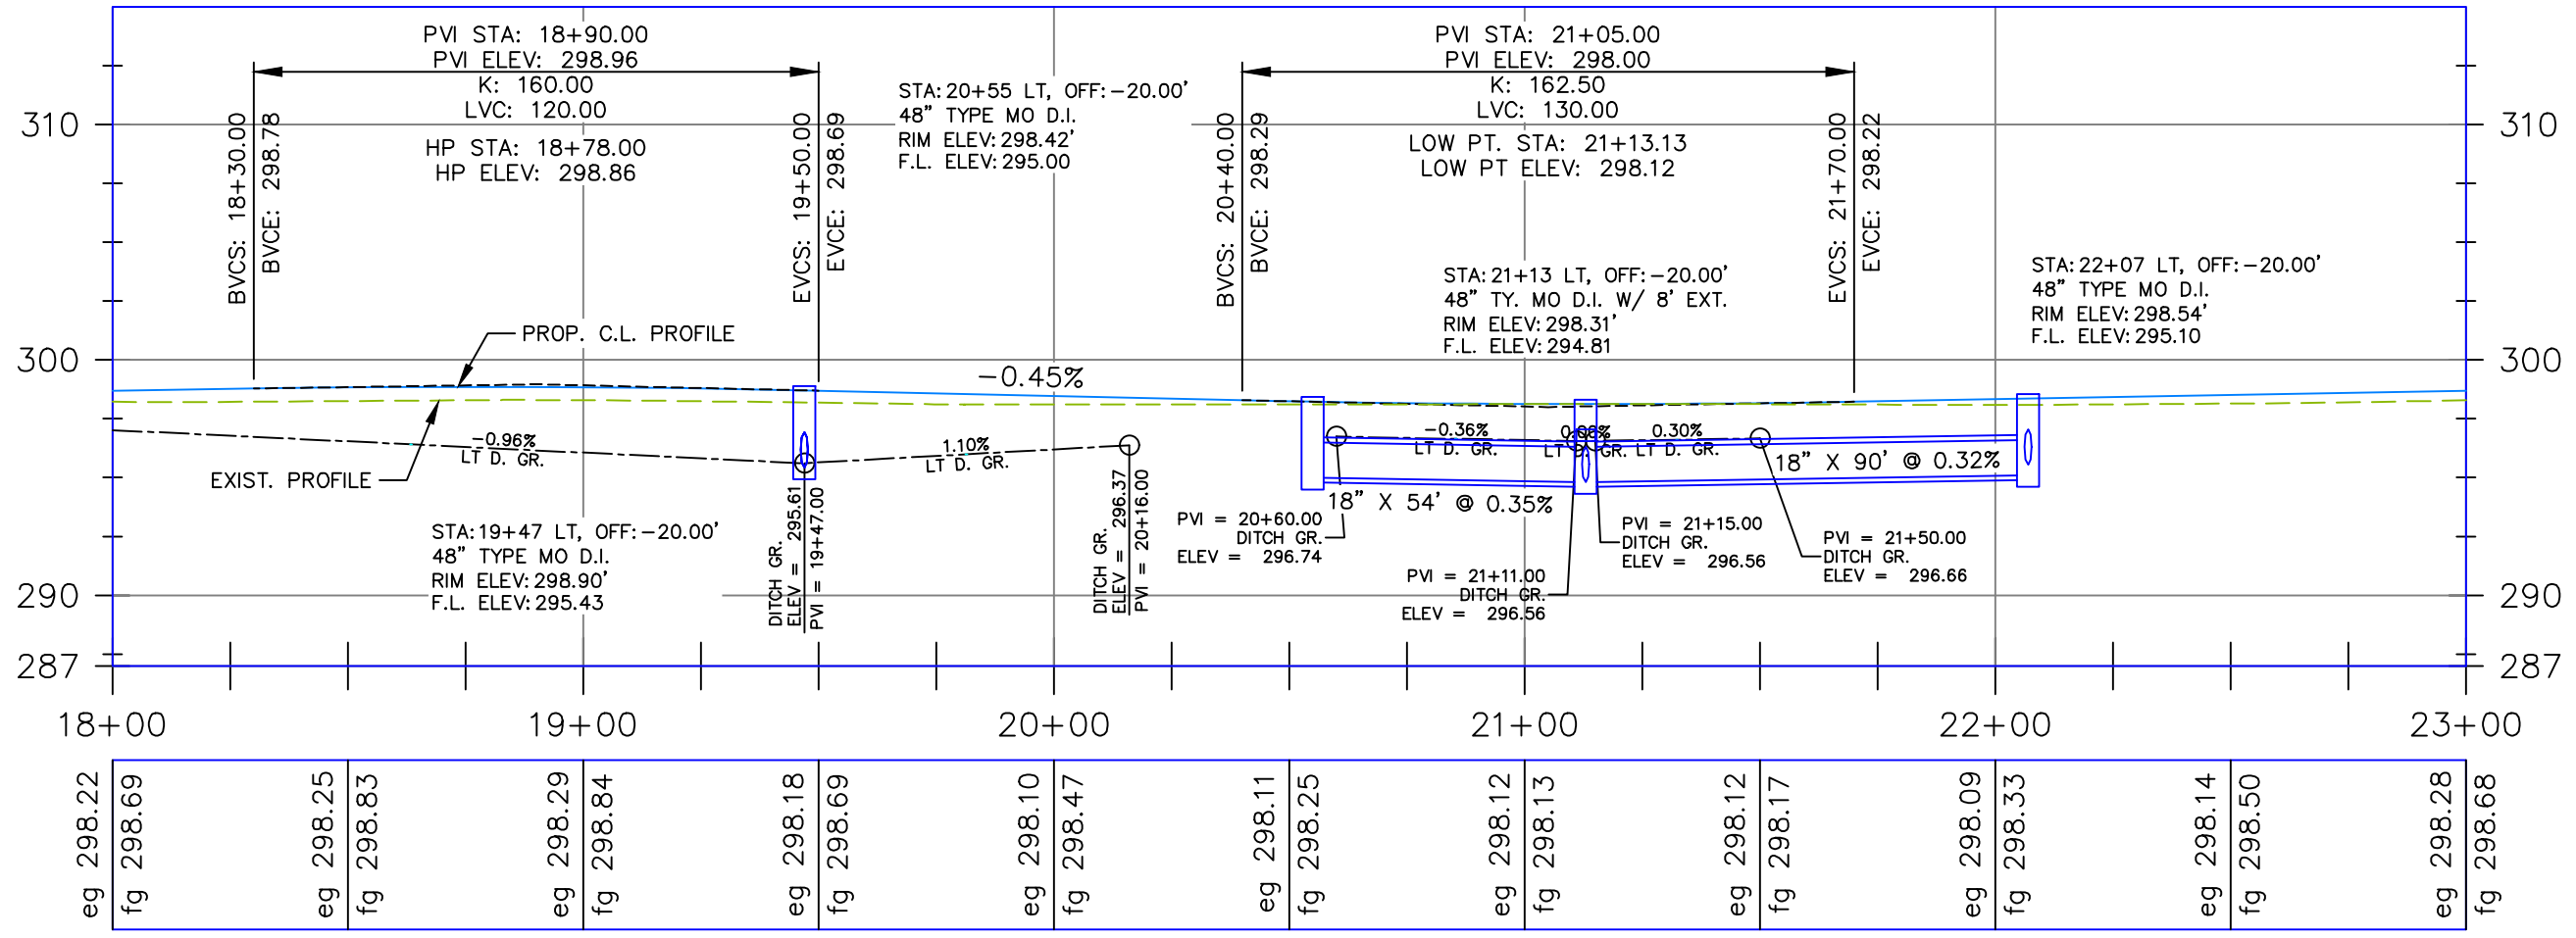 PVI STA: 18+90.00
PVI ELEV: 298.96
K: 160.00
LVC: 120.00
HP STA: 18+78.00
HP ELEV: 298.86
BVCS: 18+30.00
BVCE: 298.78
EVCS: 19+50.00
EVCE: 298.69
STA:20+55 LT, OFF:-20.00'
48" TYPE MO D.I.
RIM ELEV:298.42'
F.L. ELEV:295.00
PVI STA: 21+05.00
PVI ELEV: 298.00
K: 162.50
LVC: 130.00
LOW PT. STA: 21+13.13
LOW PT ELEV: 298.12
BVCS: 20+40.00
BVCE: 298.29
EVCS: 21+70.00
EVCE: 298.22
STA:21+13 LT, OFF:-20.00'
48" TY. MO D.I. W/ 8' EXT.
RIM ELEV:298.31'
F.L. ELEV:294.81
STA:22+07 LT, OFF:-20.00'
48" TYPE MO D.I.
RIM ELEV:298.54'
F.L. ELEV:295.10
310
300
290
287
310
300
290
287
PROP. C.L. PROFILE
-0.45%
-0.96%
LT D. GR.
1.10%
LT D. GR.
EXIST. PROFILE
-0.36%
LT D. GR.
0.00%
LT D. GR.
0.30%
LT D. GR.
18" X 54' @ 0.35%
18" X 90' @ 0.32%
STA:19+47 LT, OFF:-20.00'
48" TYPE MO D.I.
RIM ELEV:298.90'
F.L. ELEV:295.43
DITCH GR.
ELEV = 295.61
PVI = 19+47.00
DITCH GR.
ELEV = 296.37
PVI = 20+16.00
PVI = 20+60.00
DITCH GR.
ELEV = 296.74
PVI = 21+11.00
DITCH GR.
ELEV = 296.56
PVI = 21+15.00
DITCH GR.
ELEV = 296.56
PVI = 21+50.00
DITCH GR.
ELEV = 296.66
18+00
19+00
20+00
21+00
22+00
23+00
eg 298.22
fg 298.69
eg 298.25
fg 298.83
eg 298.29
fg 298.84
eg 298.18
fg 298.69
eg 298.10
fg 298.47
eg 298.11
fg 298.25
eg 298.12
fg 298.13
eg 298.12
fg 298.17
eg 298.09
fg 298.33
eg 298.14
fg 298.50
eg 298.28
fg 298.68